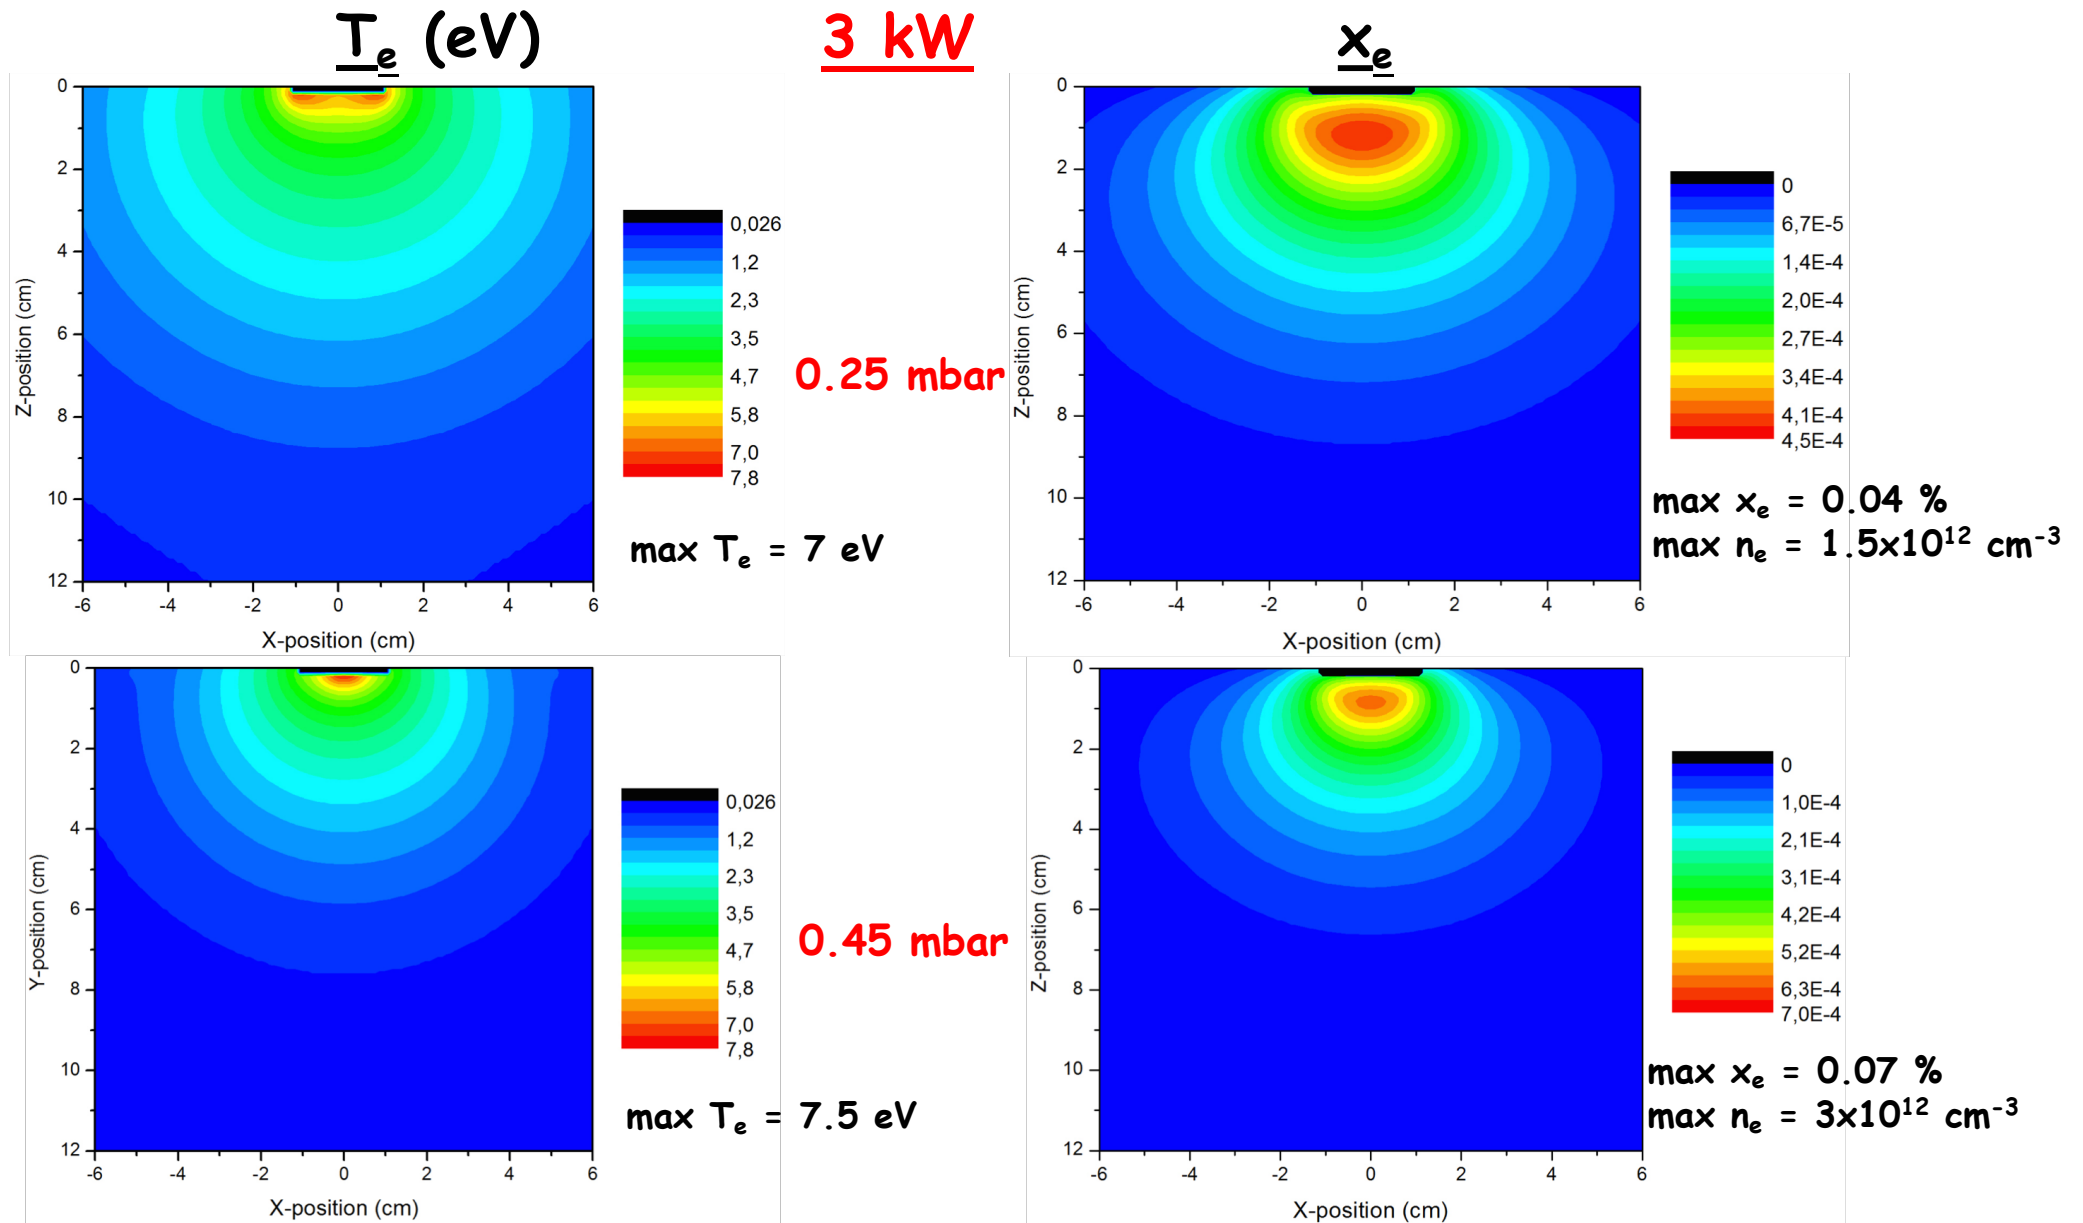 Te (eV)
3 kW
xe
0
2
4
6
8
10
12
Z-position (cm)
-6
-4
-2
0
2
4
6
X-position (cm)
0,026
1,2
2,3
3,5
4,7
5,8
7,0
7,8
max Te = 7 eV
0.25 mbar
0
2
4
6
8
10
12
Z-position (cm)
-6
-4
-2
0
2
4
6
X-position (cm)
0
6,7E-5
1,4E-4
2,0E-4
2,7E-4
3,4E-4
4,1E-4
4,5E-4
max xe = 0.04 %
max ne = 1.5x10¹² cm⁻³
0
2
4
6
8
10
12
Y-position (cm)
-6
-4
-2
0
2
4
6
X-position (cm)
0,026
1,2
2,3
3,5
4,7
5,8
7,0
7,8
max Te = 7.5 eV
0.45 mbar
0
2
4
6
8
10
12
Z-position (cm)
-6
-4
-2
0
2
4
6
X-position (cm)
0
1,0E-4
2,1E-4
3,1E-4
4,2E-4
5,2E-4
6,3E-4
7,0E-4
max xe = 0.07 %
max ne = 3x10¹² cm⁻³